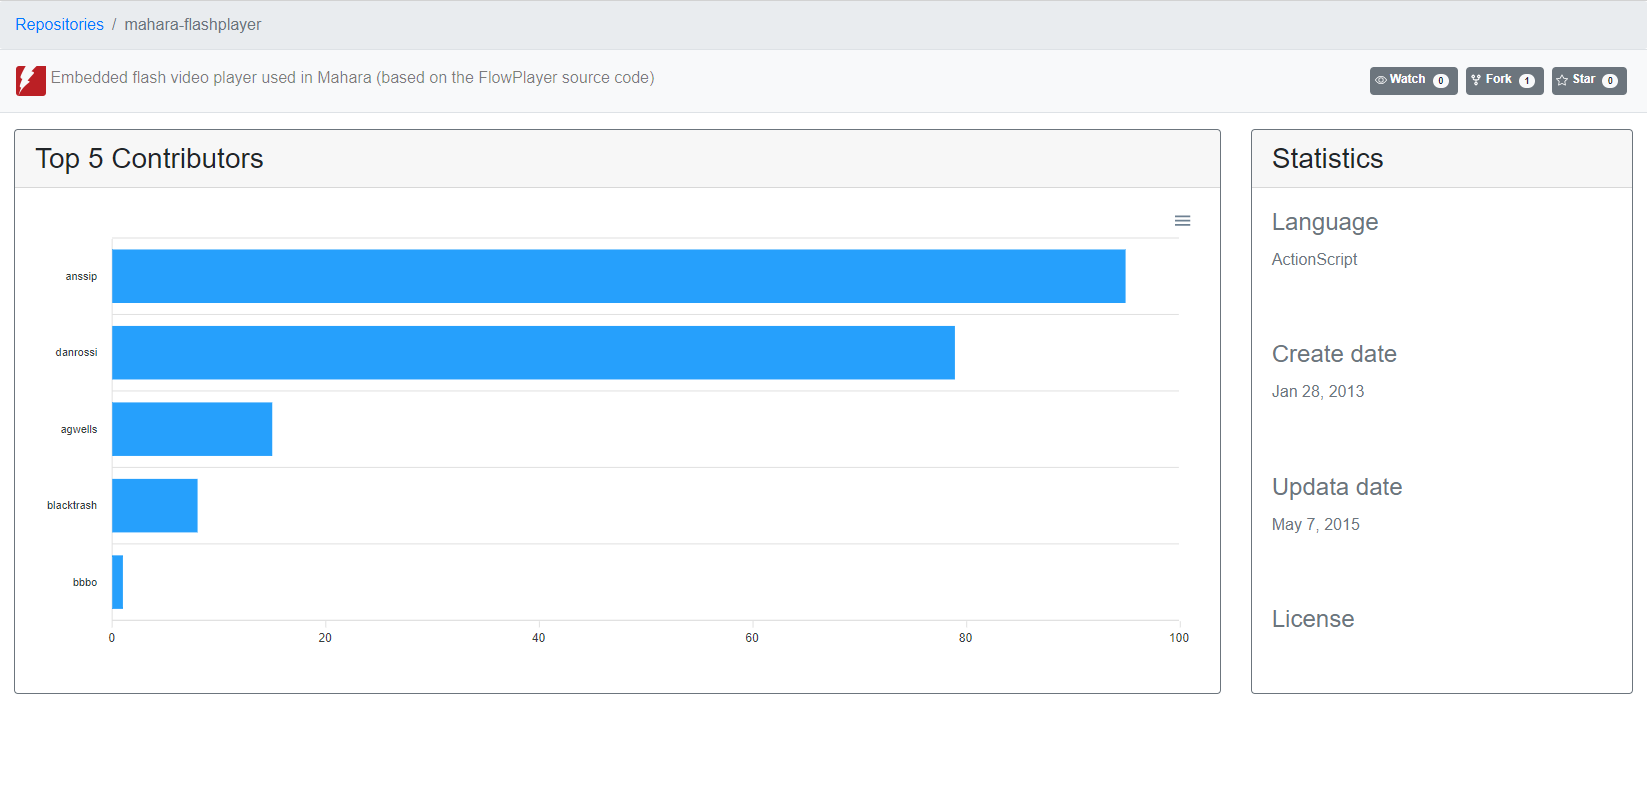 Repositories / mahara-flashplayer
Embedded flash video player used in Mahara (based on the FlowPlayer source code)
Watch 0 Fork 1 Star 0
Top 5 Contributors
anssip
danrossi
agwells
blacktrash
bbbo
0 20 40 60 80 100
Statistics
Language
ActionScript
Create date
Jan 28, 2013
Updata date
May 7, 2015
License